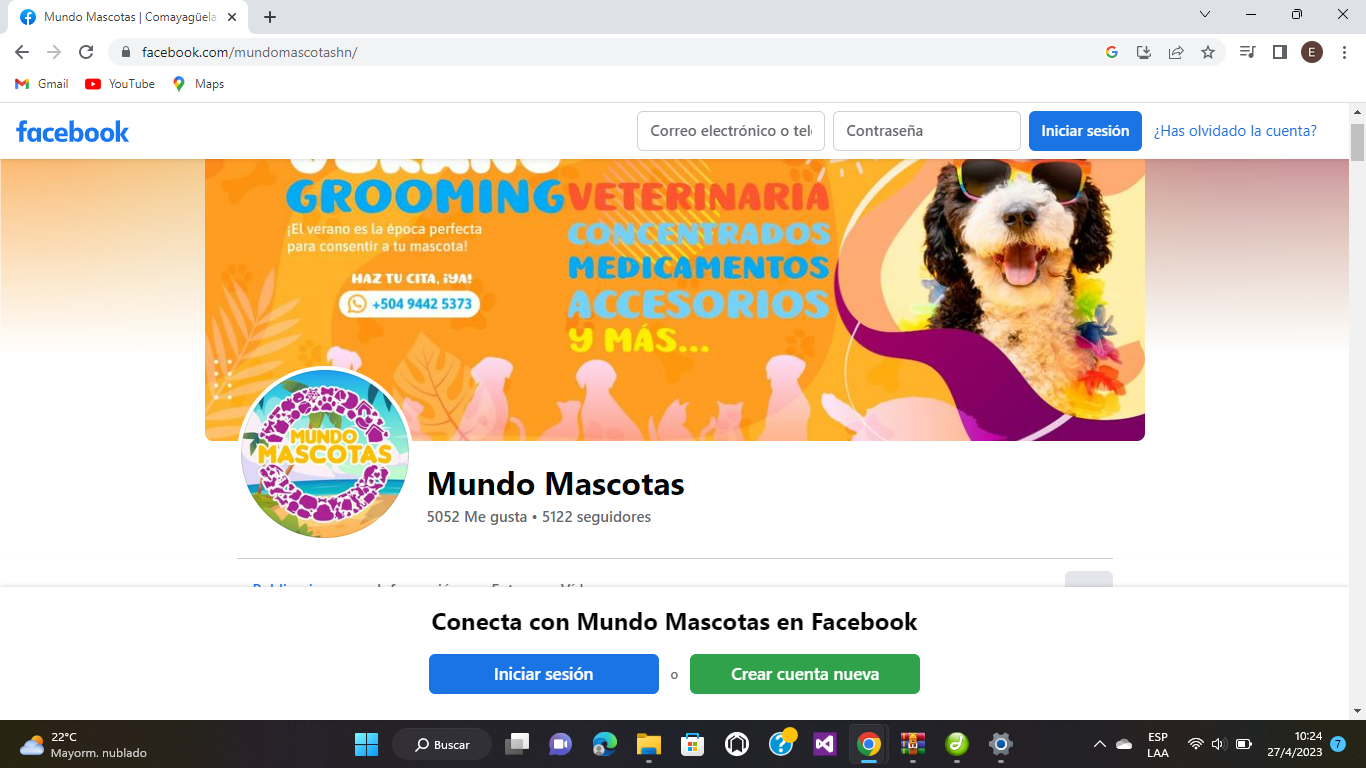 Mundo Mascotas | Comayagüela
facebook.com/mundomascotashn/
E
Gmail
YouTube
Maps
facebook
Correo electrónico o tel
Contraseña
Iniciar sesión
¿Has olvidado la cuenta?
VERANO
GROOMING
¡El verano es la época perfecta
para consentir a tu mascota!
HAZ TU CITA, ¡YA!
+504 9442 5373
VETERINARIA
CONCENTRADOS
MEDICAMENTOS
ACCESORIOS
Y MÁS...
MUNDO
MASCOTAS
Mundo Mascotas
5052 Me gusta • 5122 seguidores
Conecta con Mundo Mascotas en Facebook
Iniciar sesión
o
Crear cuenta nueva
22°C
Mayorm. nublado
Buscar
ESP
LAA
10:24
27/4/2023
7